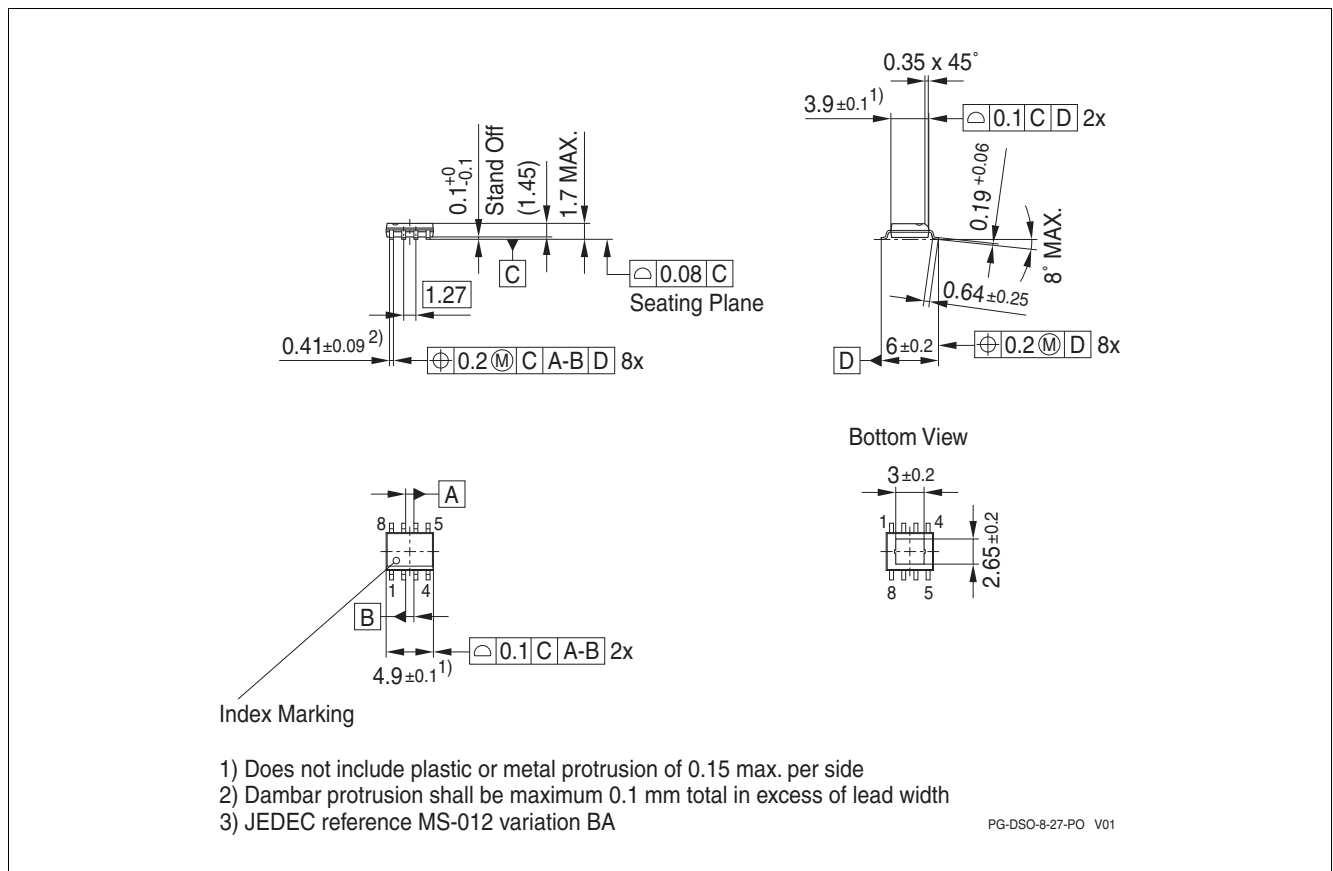 0.35 x 45°
3.9 ±0.1 1)
⌓ 0.1 C D 2x
0.1 +0 -0.1
Stand Off
(1.45)
1.7 MAX.
0.19 +0.06
8° MAX.
C
⌓ 0.08 C
Seating Plane
1.27
0.64 ±0.25
0.41 ±0.09 2)
⌖ 0.2 Ⓜ C A-B D 8x
D
6 ±0.2
⌖ 0.2 Ⓜ D 8x
Bottom View
3 ±0.2
A
8 5
1 4
2.65 ±0.2
1 4
8 5
B
⌓ 0.1 C A-B 2x
4.9 ±0.1 1)
Index Marking
1) Does not include plastic or metal protrusion of 0.15 max. per side
2) Dambar protrusion shall be maximum 0.1 mm total in excess of lead width
3) JEDEC reference MS-012 variation BA
PG-DSO-8-27-PO V01